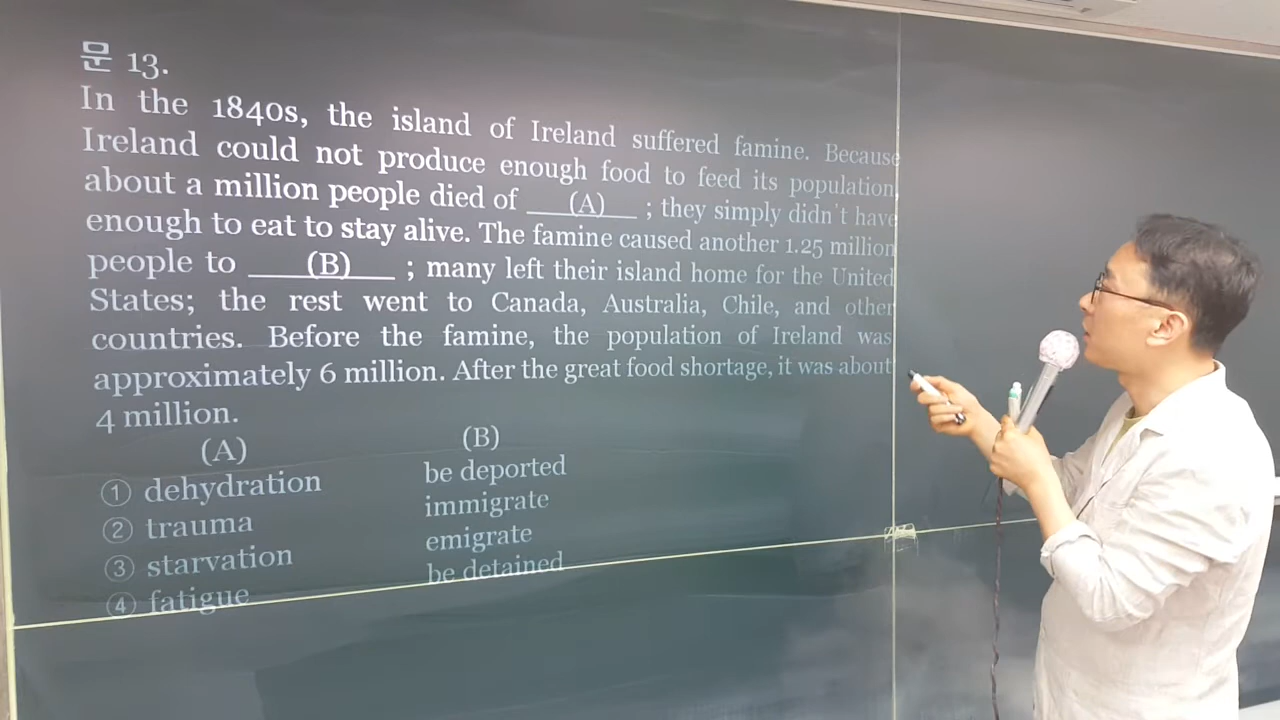 문 13.
In the 1840s, the island of Ireland suffered famine. Because
Ireland could not produce enough food to feed its population,
about a million people died of ___(A)___ ; they simply didn't have
enough to eat to stay alive. The famine caused another 1.25 million
people to ___(B)___ ; many left their island home for the United
States; the rest went to Canada, Australia, Chile, and other
countries. Before the famine, the population of Ireland was
approximately 6 million. After the great food shortage, it was about
4 million.
(A) (B)
① dehydration be deported
② trauma immigrate
③ starvation emigrate
④ fatigue be detained